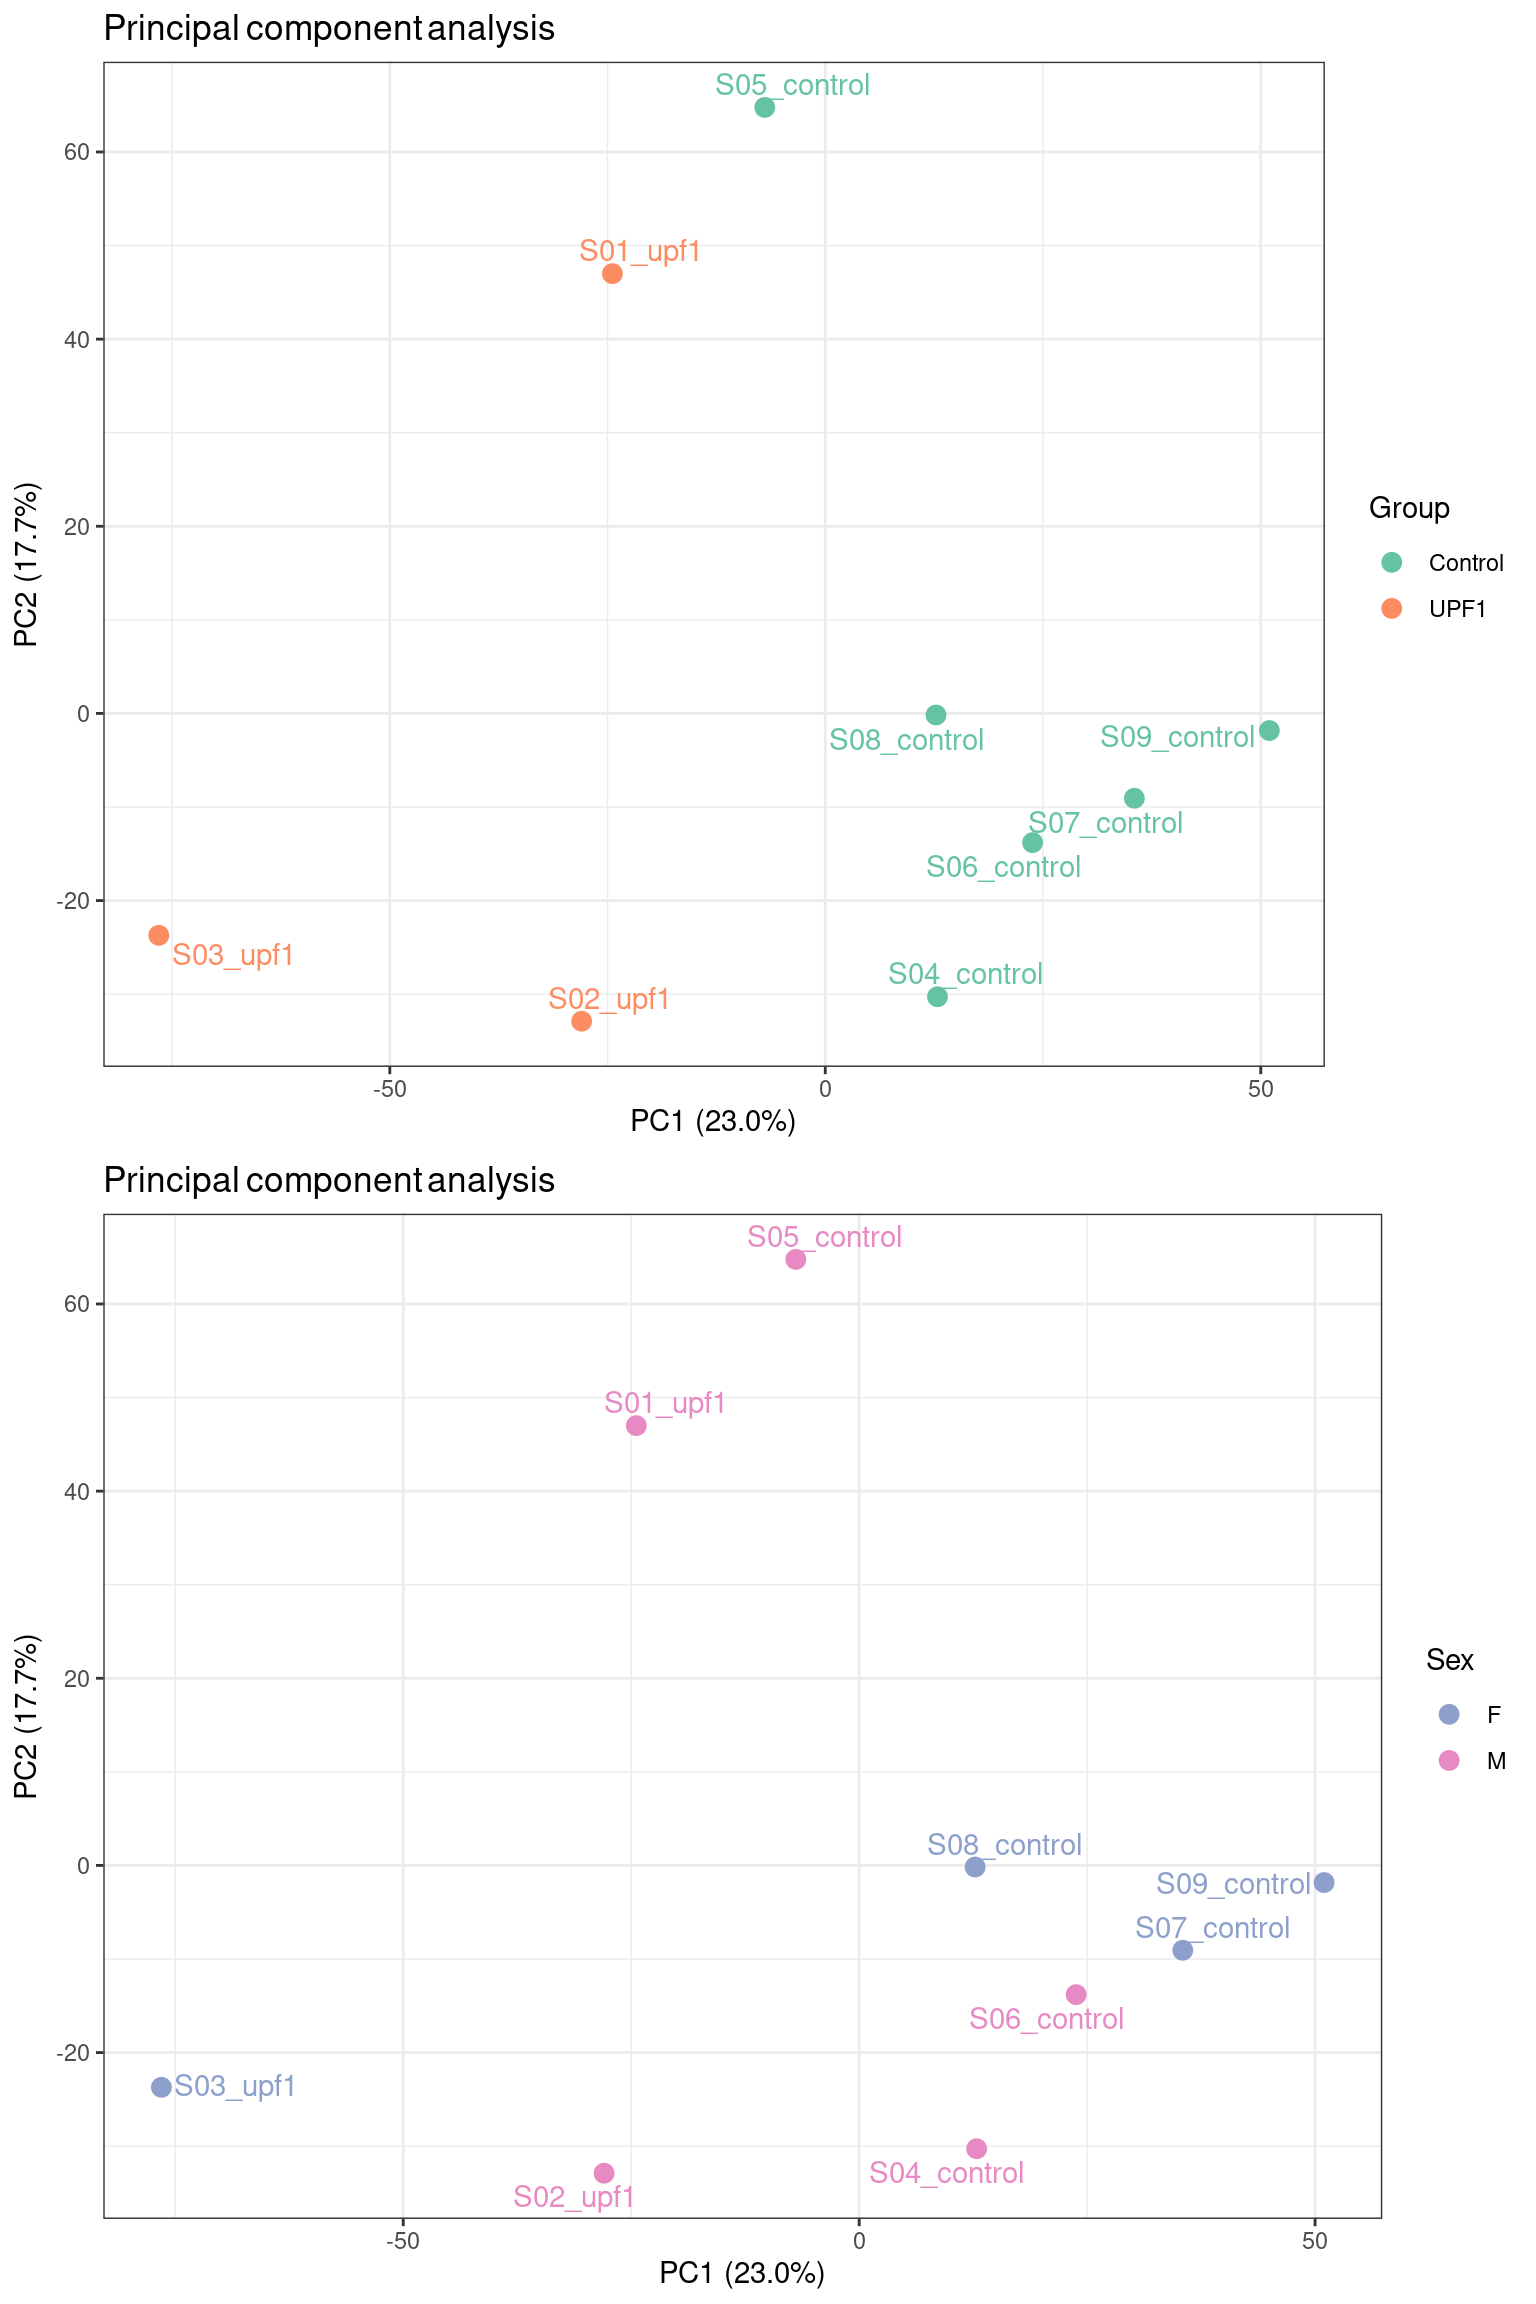 Principal component analysis
S05_control
60
S01_upf1
40
PC2 (17.7%)
20
Group
Control
UPF1
0
S08_control
S09_control
S07_control
S06_control
-20
S03_upf1
S04_control
S02_upf1
-50
0
50
PC1 (23.0%)
Principal component analysis
S05_control
60
S01_upf1
40
PC2 (17.7%)
20
Sex
F
M
0
S08_control
S09_control
S07_control
S06_control
-20
S03_upf1
S04_control
S02_upf1
-50
0
50
PC1 (23.0%)